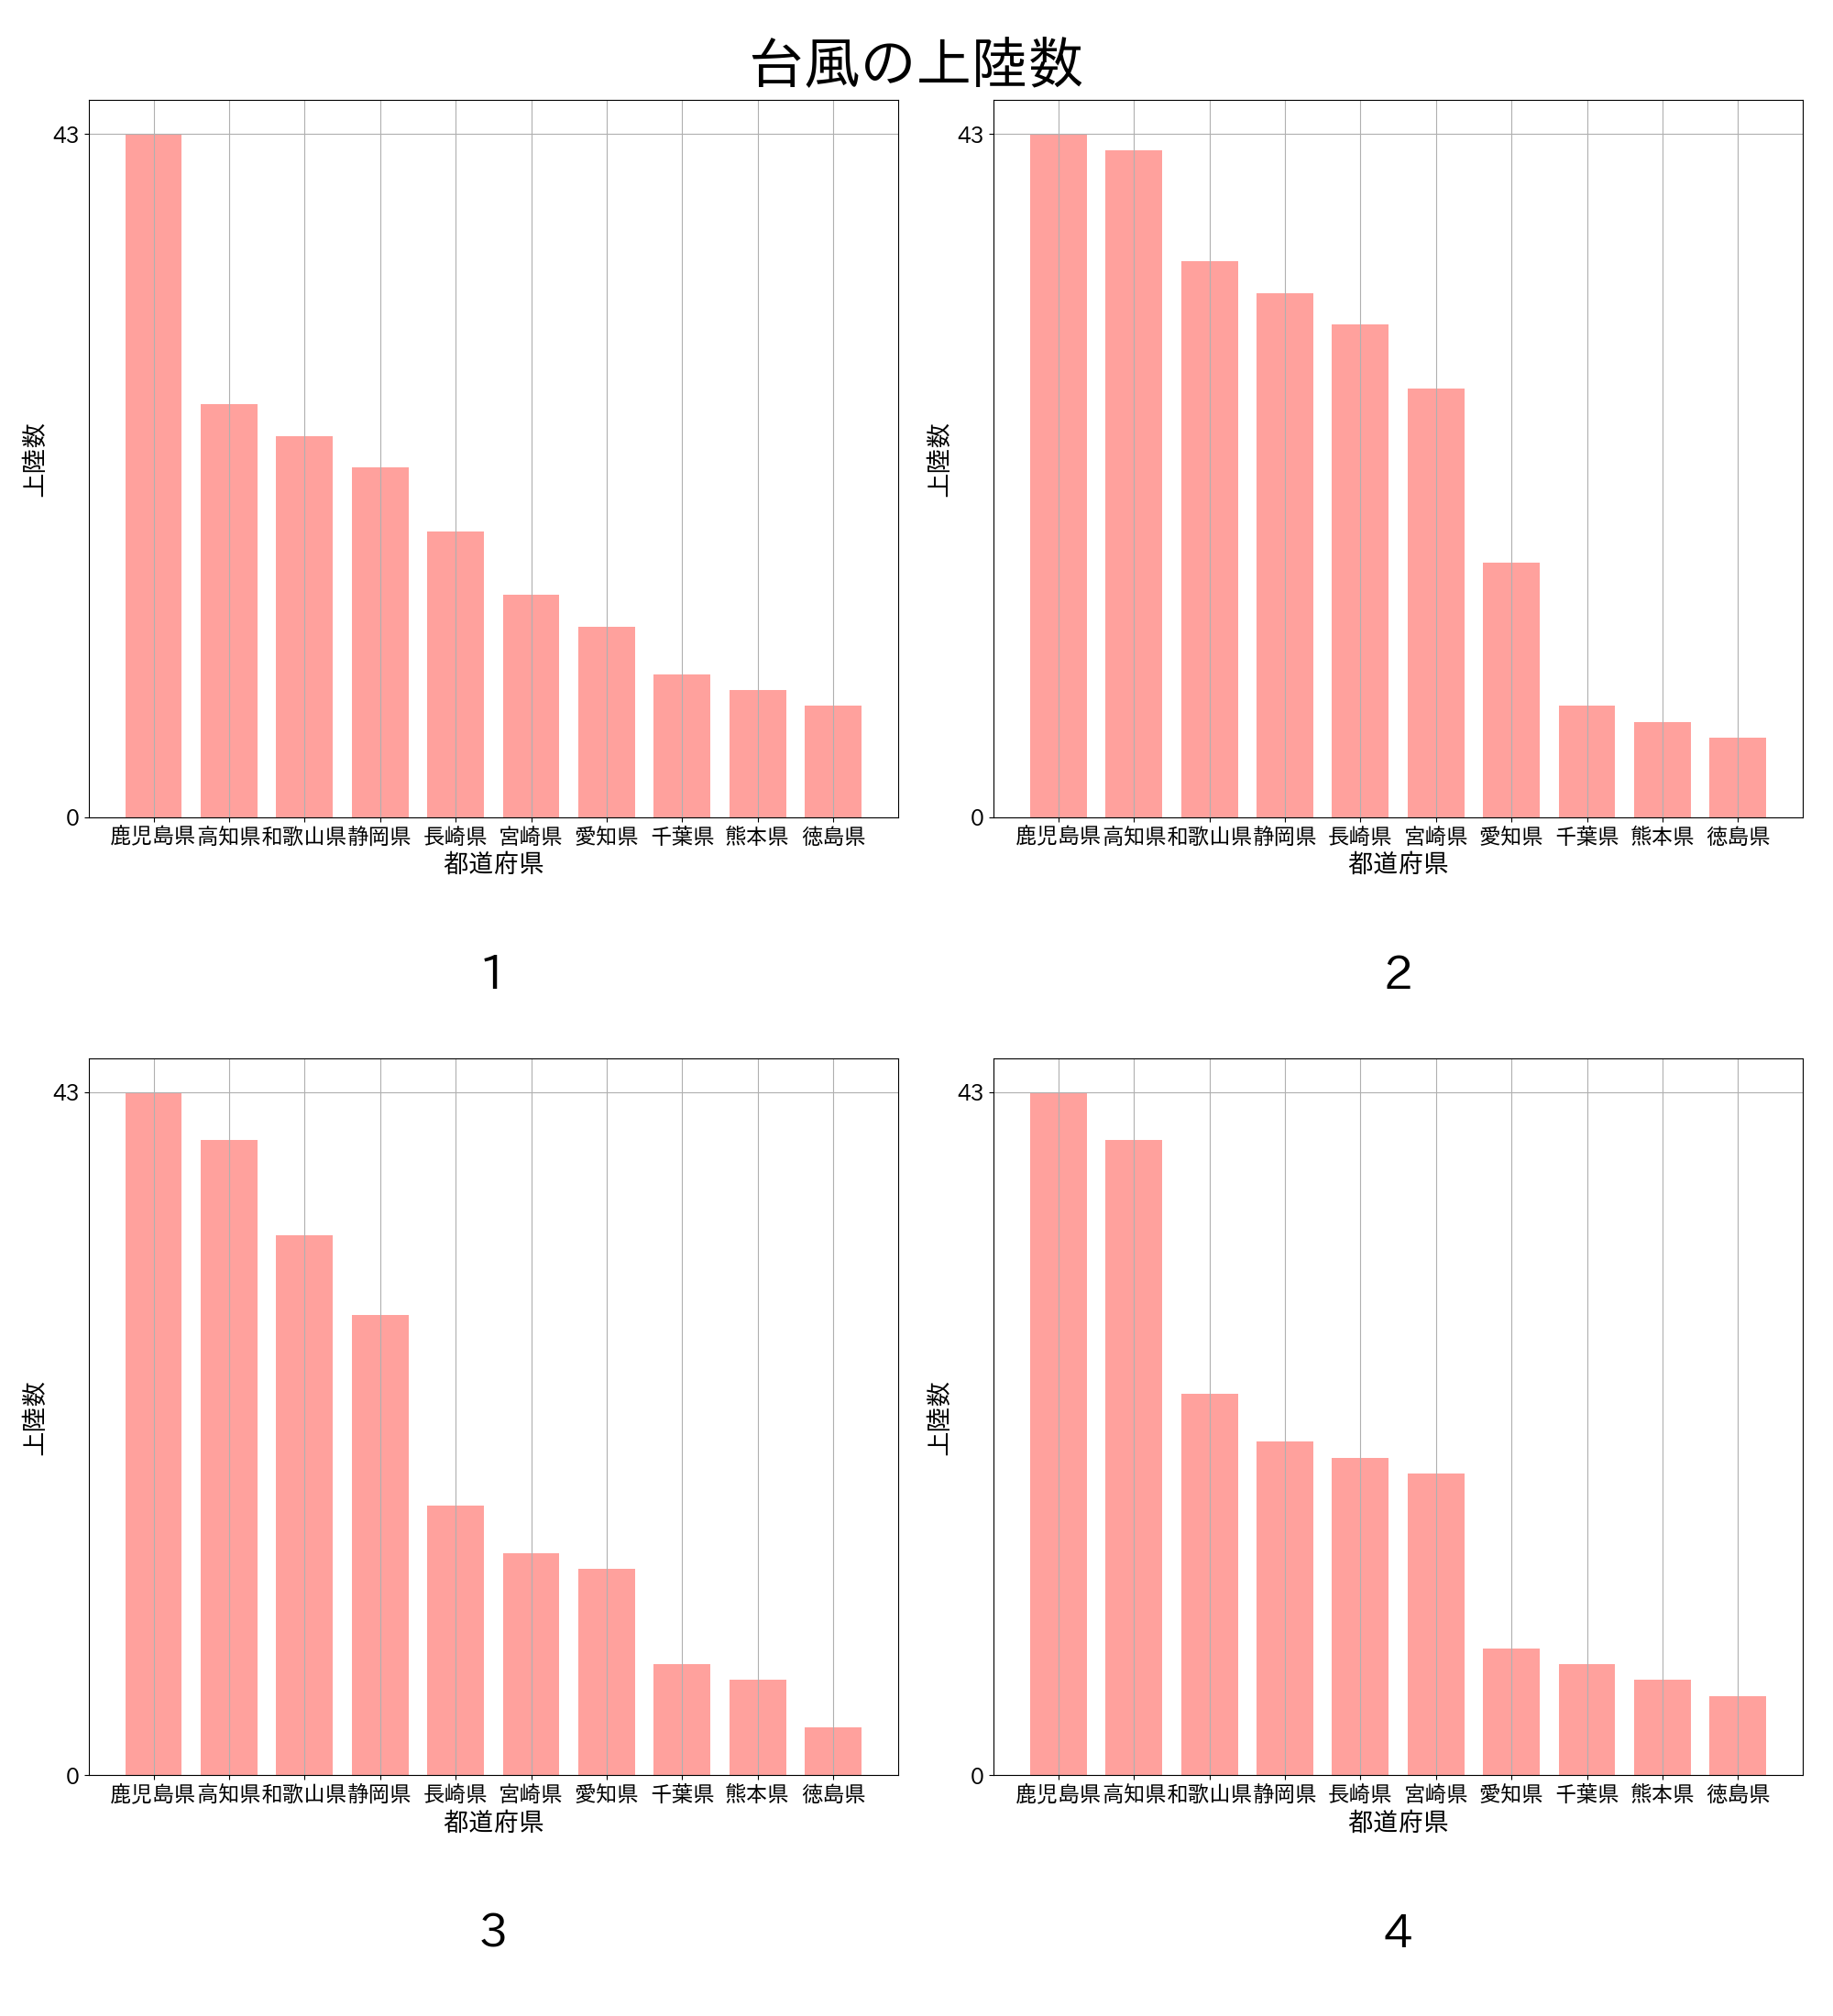 台風の上陸数
43
0
上陸数
鹿児島県 高知県 和歌山県 静岡県 長崎県 宮崎県 愛知県 千葉県 熊本県 徳島県
都道府県
1
43
0
上陸数
鹿児島県 高知県 和歌山県 静岡県 長崎県 宮崎県 愛知県 千葉県 熊本県 徳島県
都道府県
2
43
0
上陸数
鹿児島県 高知県 和歌山県 静岡県 長崎県 宮崎県 愛知県 千葉県 熊本県 徳島県
都道府県
3
43
0
上陸数
鹿児島県 高知県 和歌山県 静岡県 長崎県 宮崎県 愛知県 千葉県 熊本県 徳島県
都道府県
4